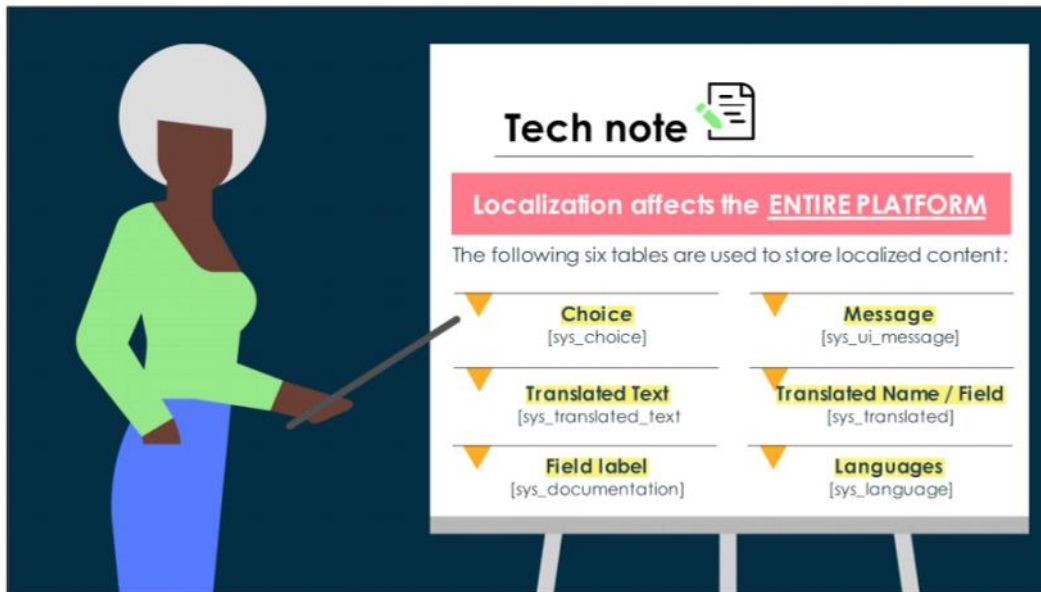 Tech note
Localization affects the ENTIRE PLATFORM
The following six tables are used to store localized content:
Choice
[sys_choice]
Message
[sys_ui_message]
Translated Text
[sys_translated_text
Translated Name / Field
[sys_translated]
Field label
[sys_documentation]
Languages
[sys_language]